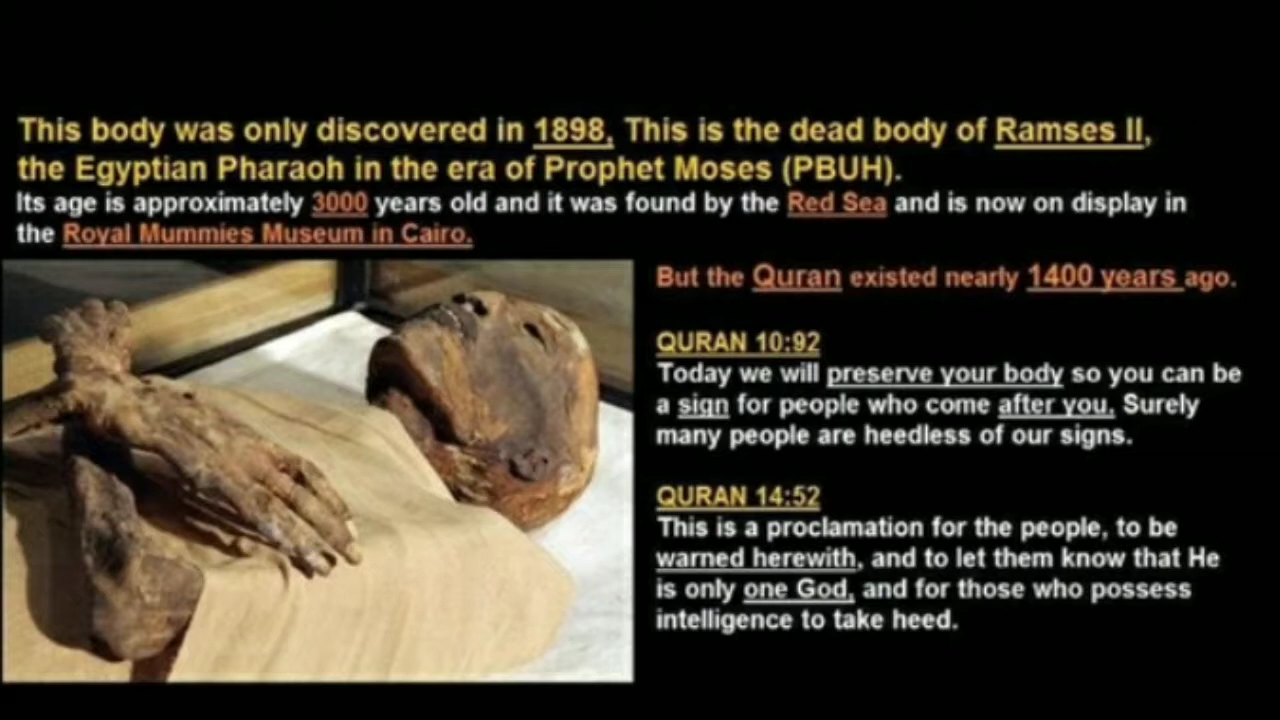 This body was only discovered in 1898, This is the dead body of Ramses II,
the Egyptian Pharaoh in the era of Prophet Moses (PBUH).
Its age is approximately 3000 years old and it was found by the Red Sea and is now on display in
the Royal Mummies Museum in Cairo.
But the Quran existed nearly 1400 years ago.
QURAN 10:92
Today we will preserve your body so you can be
a sign for people who come after you. Surely
many people are heedless of our signs.
QURAN 14:52
This is a proclamation for the people, to be
warned herewith, and to let them know that He
is only one God, and for those who possess
intelligence to take heed.